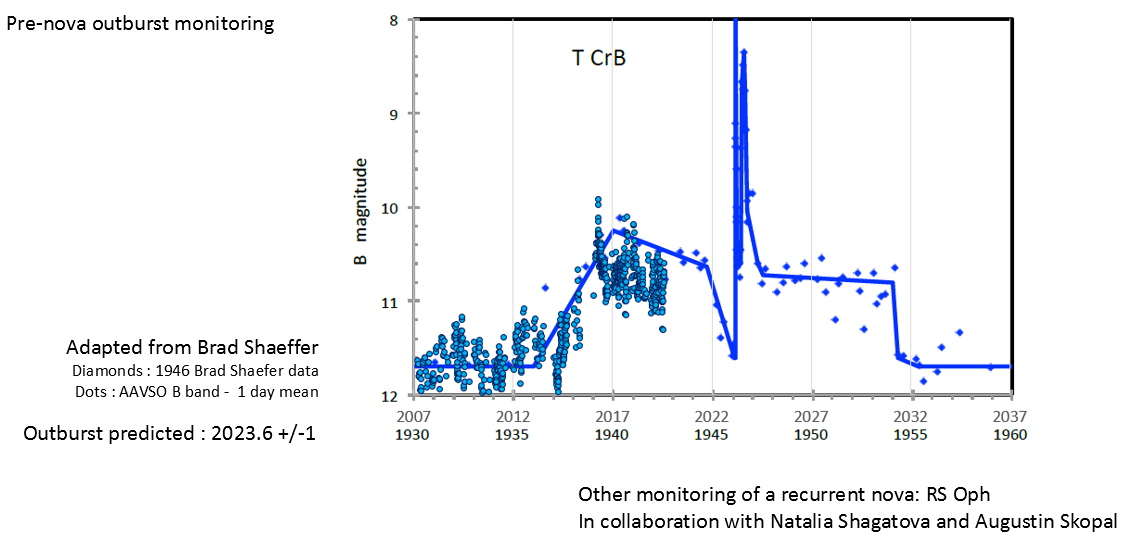 Pre-nova outburst monitoring
T CrB
8
9
10
11
12
B magnitude
2007 2012 2017 2022 2027 2032 2037
1930 1935 1940 1945 1950 1955 1960
Adapted from Brad Shaeffer
Diamonds : 1946 Brad Shaefer data
Dots : AAVSO B band - 1 day mean
Outburst predicted : 2023.6 +/-1
Other monitoring of a recurrent nova: RS Oph
In collaboration with Natalia Shagatova and Augustin Skopal